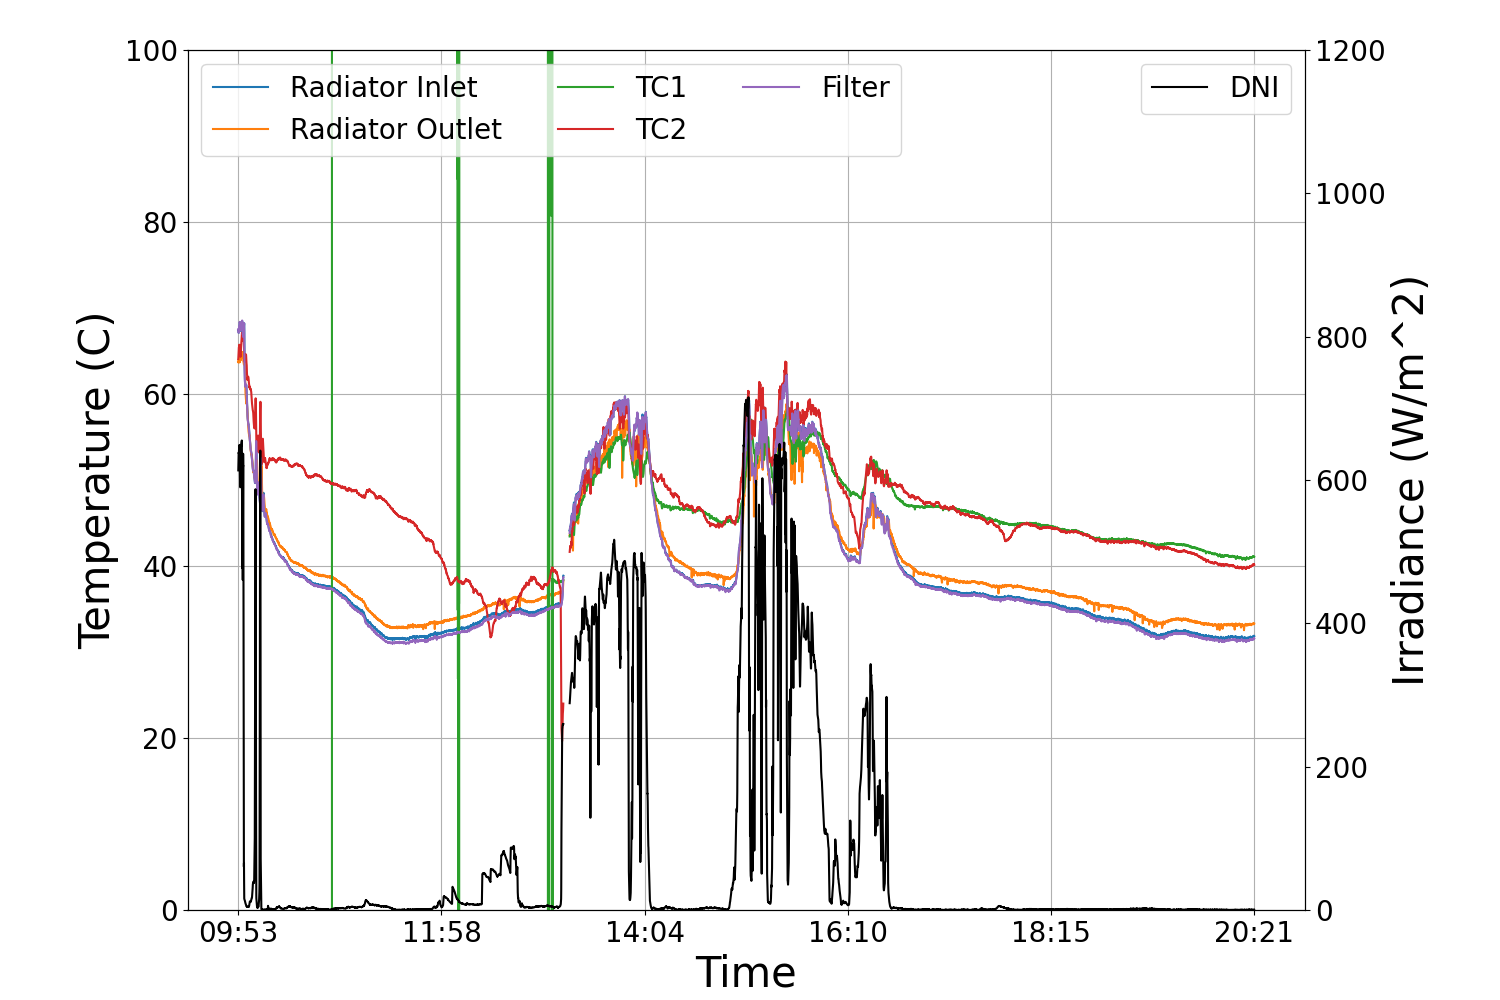 100
80
60
40
20
0
Temperature (C)
Radiator Inlet
Radiator Outlet
TC1
TC2
Filter
DNI
1200
1000
800
600
400
200
0
Irradiance (W/m^2)
09:53
11:58
14:04
16:10
18:15
20:21
Time